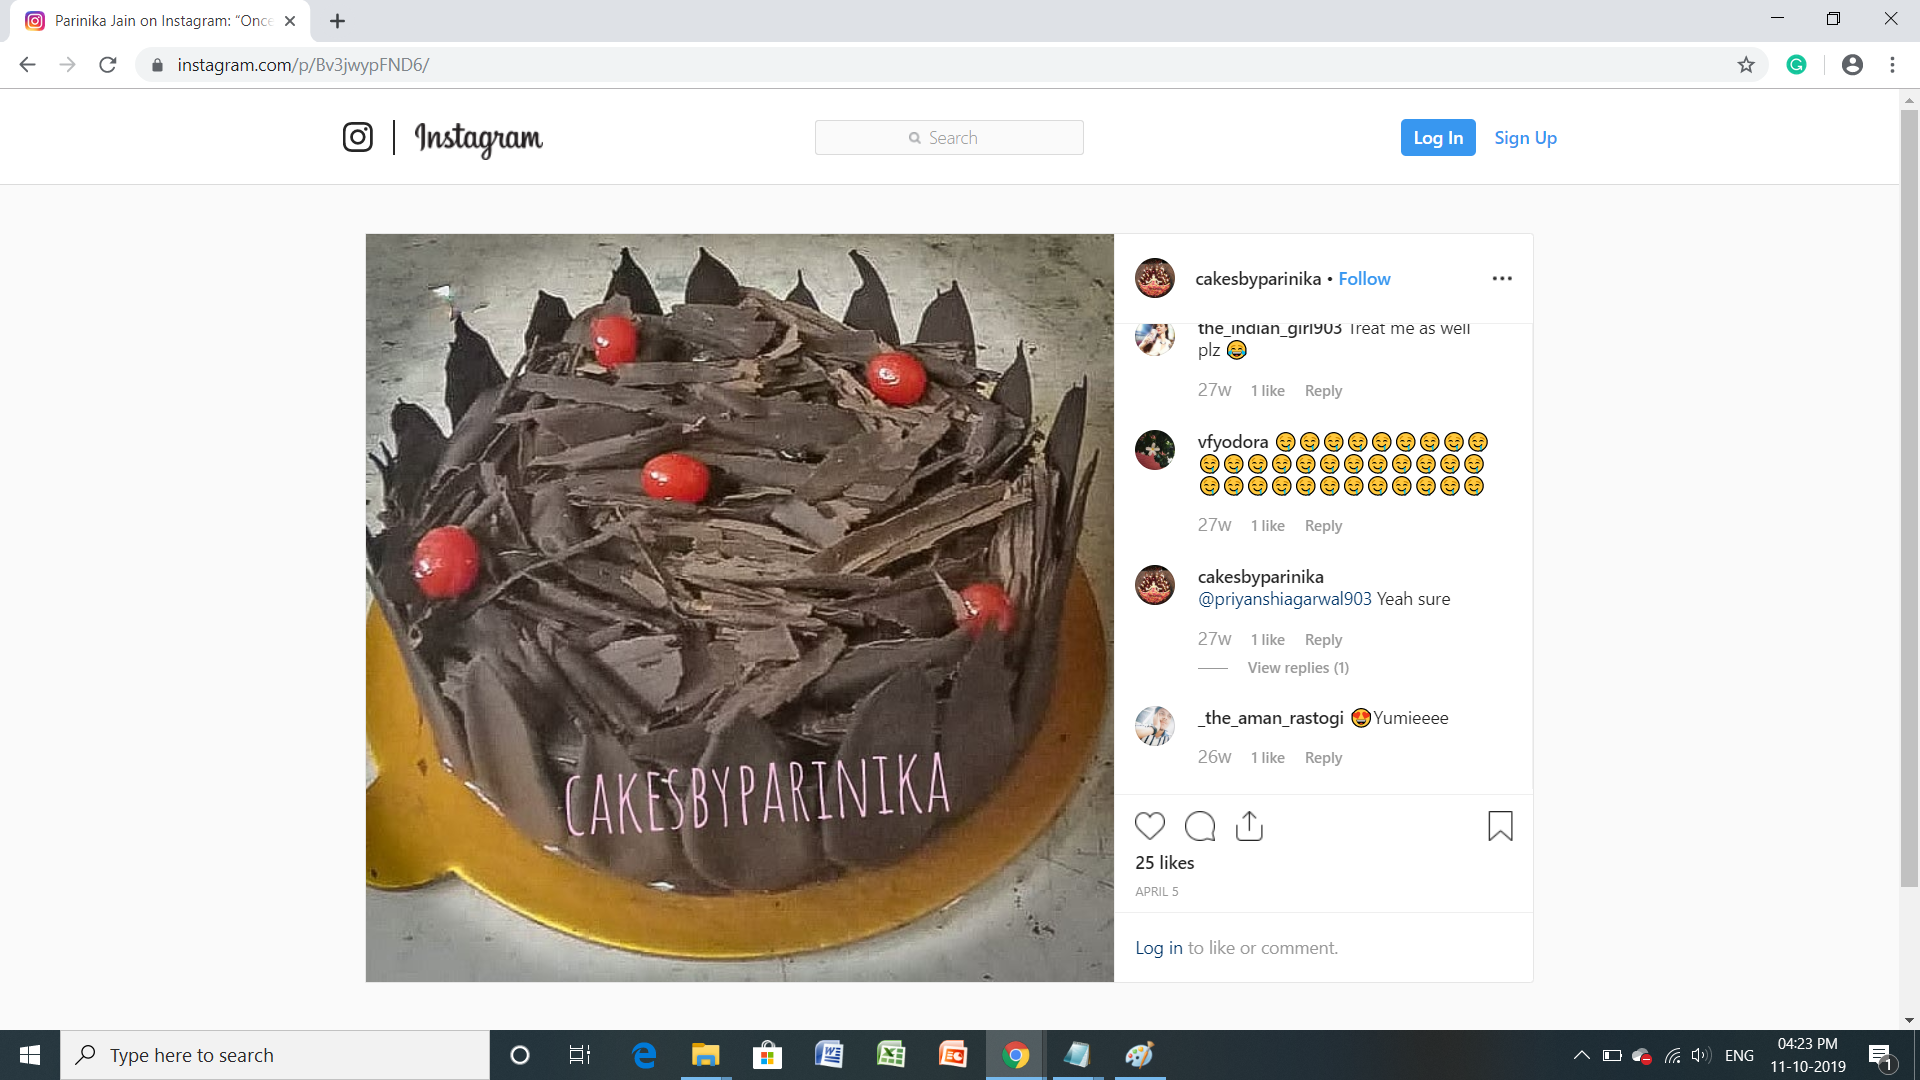 Parinika Jain on Instagram: “Once
instagram.com/p/Bv3jwypFND6/
Instagram
Search
Log In
Sign Up
cakesbyparinika • Follow
the_indian_girl903 Treat me as well
plz 😂
27w 1 like Reply
vfyodora 🤤🤤🤤🤤🤤🤤🤤🤤🤤
🤤🤤🤤🤤🤤🤤🤤🤤🤤🤤🤤🤤
🤤🤤🤤🤤🤤🤤🤤🤤🤤🤤🤤🤤
27w 1 like Reply
cakesbyparinika
@priyanshiagarwal903 Yeah sure
27w 1 like Reply
View replies (1)
_the_aman_rastogi 😍Yumieeee
26w 1 like Reply
CAKESBYPARINIKA
25 likes
APRIL 5
Log in to like or comment.
Type here to search
ENG
04:23 PM
11-10-2019
1